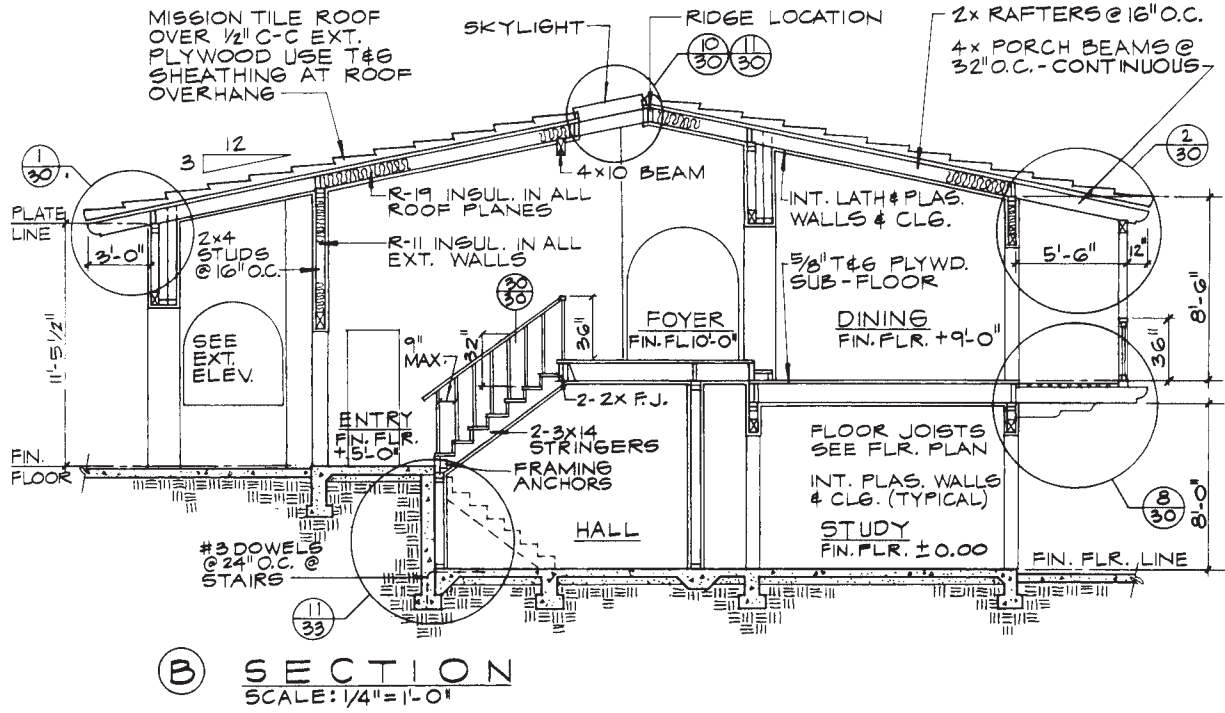 MISSION TILE ROOF
OVER 1/2" C-C EXT.
PLYWOOD USE T&G
SHEATHING AT ROOF
OVERHANG
SKYLIGHT
RIDGE LOCATION
10
30
11
30
2x RAFTERS @ 16" O.C.
4x PORCH BEAMS @
32" O.C. - CONTINUOUS
12
3
1
30
2
30
4x10 BEAM
R-19 INSUL. IN ALL
ROOF PLANES
INT. LATH & PLAS.
WALLS & CLG.
PLATE
LINE
3'-0"
2x4
STUDS
@ 16" O.C.
R-11 INSUL. IN ALL
EXT. WALLS
5/8" T&G PLYWD.
SUB-FLOOR
5'-6"
12"
8'-6"
30
30
11'-5 1/2"
SEE
EXT.
ELEV.
9"
MAX.
32"
36"
FOYER
FIN. FL. 10'-0"
DINING
FIN. FLR. +9'-0"
36"
2-2x F.J.
ENTRY
FIN. FLR.
+5'-0"
2-3x14
STRINGERS
FRAMING
ANCHORS
FLOOR JOISTS
SEE FLR. PLAN
INT. PLAS. WALLS
& CLG. (TYPICAL)
FIN.
FLOOR
8
30
8'-0"
HALL
STUDY
FIN. FLR. ±0.00
#3 DOWELS
@ 24" O.C. @
STAIRS
FIN. FLR. LINE
11
33
B SECTION
SCALE: 1/4" = 1'-0"